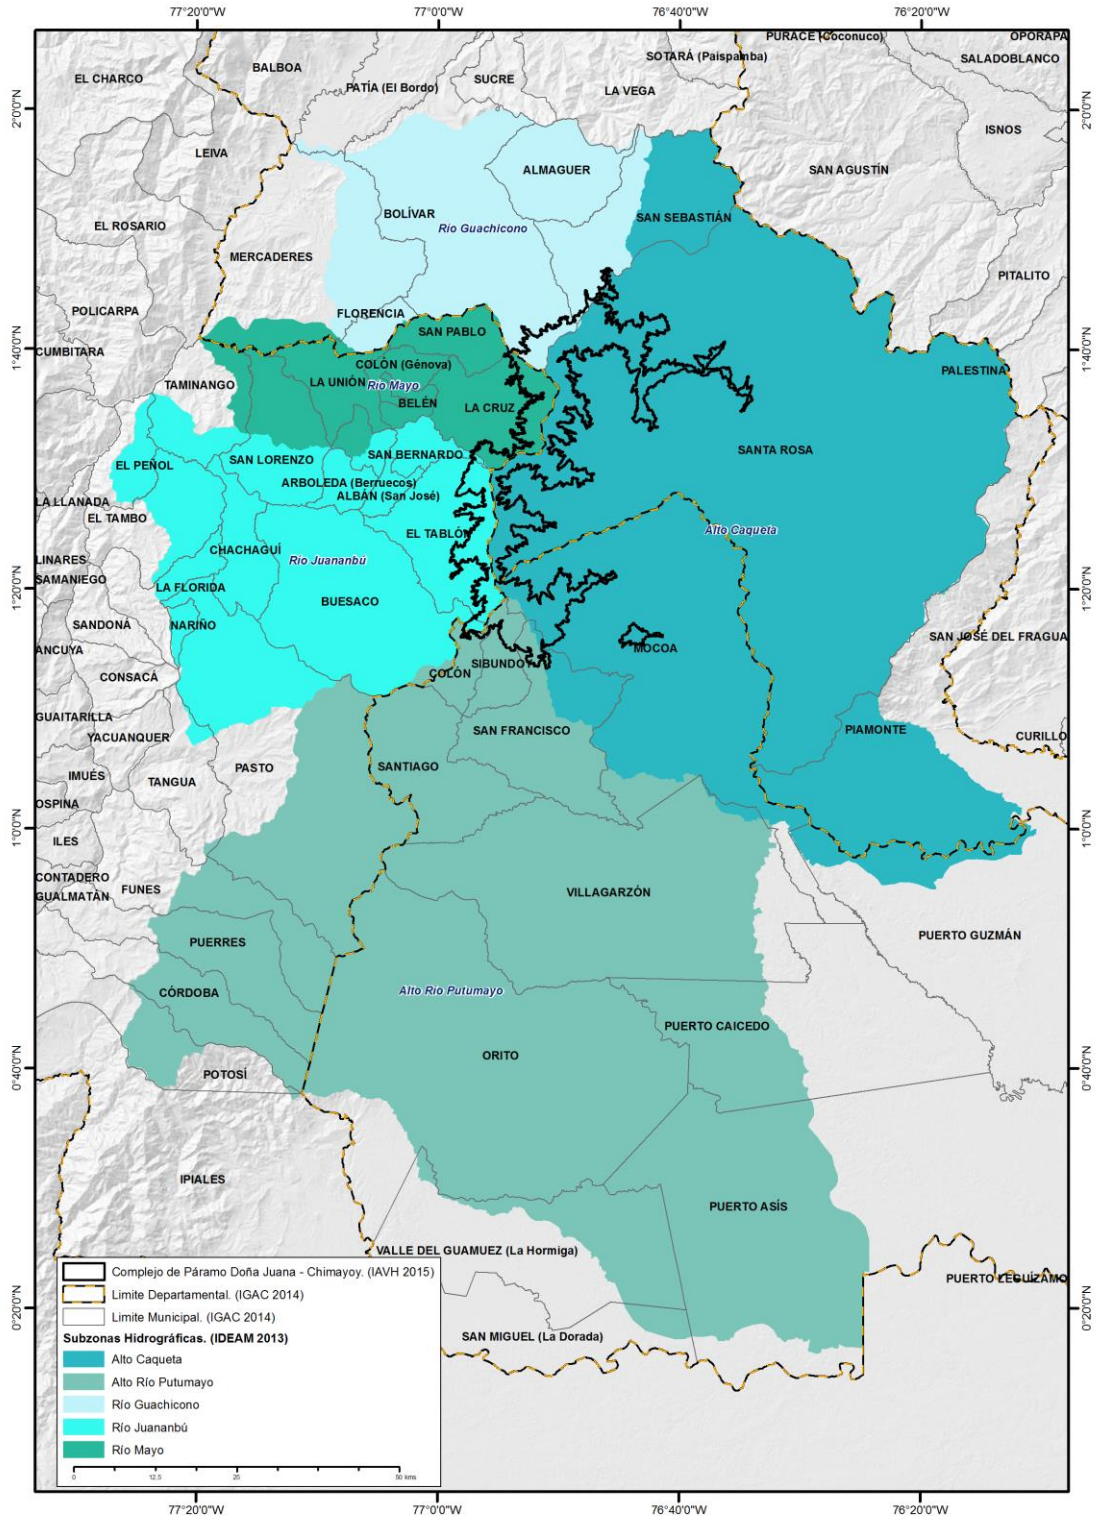 77°20'0"W
77°0'0"W
76°40'0"W
76°20'0"W
PURACÉ (Coconuco)
OPORAPA
BALBOA
SOTARÁ (Paispamba)
SALADOBLANCO
EL CHARCO
SUCRE
PATÍA (El Bordo)
LA VEGA
2°0'0"N
2°0'0"N
ISNOS
LEIVA
ALMAGUER
SAN AGUSTÍN
BOLÍVAR
SAN SEBASTIÁN
EL ROSARIO
Río Guachicono
MERCADERES
PITALITO
POLICARPA
FLORENCIA
SAN PABLO
1°40'0"N
1°40'0"N
CUMBITARA
COLÓN (Génova)
PALESTINA
TAMINANGO
LA UNIÓN
Río Mayo
BELÉN
LA CRUZ
SANTA ROSA
SAN BERNARDO
EL PEÑOL
SAN LORENZO
ARBOLEDA (Berruecos)
ALBÁN (San José)
LA LLANADA
EL TAMBO
EL TABLÓN
Alto Caqueta
CHACHAGUÍ
Río Juananbú
LINARES
SAMANIEGO
LA FLORIDA
1°20'0"N
1°20'0"N
BUESACO
SANDONÁ
NARIÑO
SAN JOSÉ DEL FRAGUA
ANCUYA
MOCOA
SIBUNDOY
CONSACÁ
COLÓN
GUAITARILLA
SAN FRANCISCO
PIAMONTE
YACUANQUER
CURILLO
SANTIAGO
PASTO
IMUÉS
TANGUA
OSPINA
ILES
1°0'0"N
1°0'0"N
CONTADERO
FUNES
VILLAGARZÓN
GUALMATÁN
PUERTO GUZMÁN
PUERRES
CÓRDOBA
Alto Río Putumayo
PUERTO CAICEDO
ORITO
POTOSÍ
0°40'0"N
0°40'0"N
IPIALES
PUERTO ASÍS
VALLE DEL GUAMUEZ (La Hormiga)
PUERTO LEGUÍZAMO
0°20'0"N
0°20'0"N
SAN MIGUEL (La Dorada)
Complejo de Páramo Doña Juana - Chimayoy. (IAVH 2015)
Limite Departamental. (IGAC 2014)
Limite Municipal. (IGAC 2014)
Subzonas Hidrográficas. (IDEAM 2013)
Alto Caqueta
Alto Río Putumayo
Río Guachicono
Río Juananbú
Río Mayo
0 12,5 25 50 kms
77°20'0"W
77°0'0"W
76°40'0"W
76°20'0"W